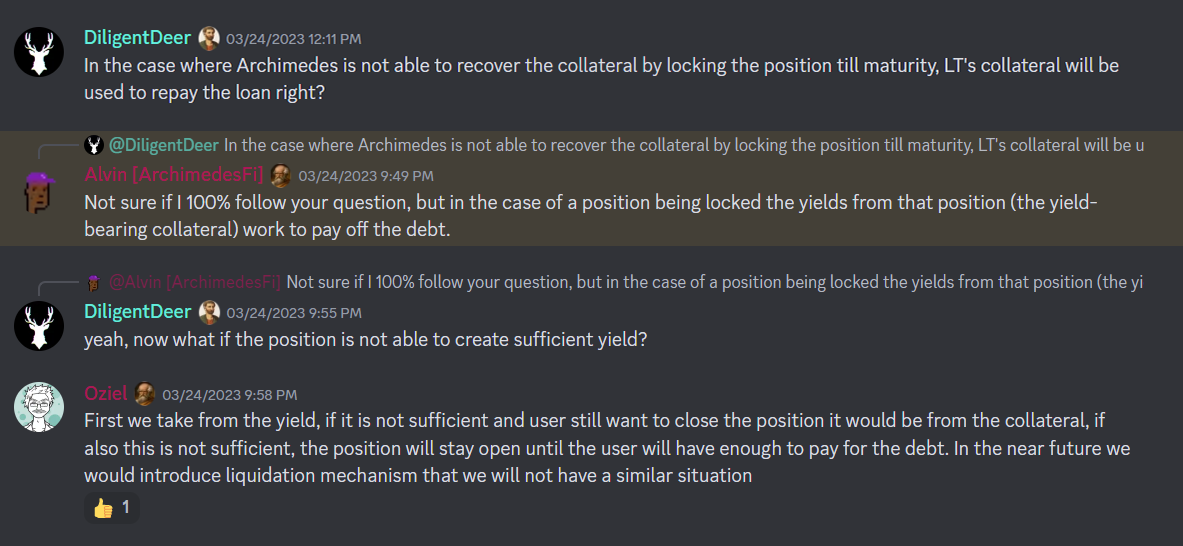 DiligentDeer 03/24/2023 12:11 PM
In the case where Archimedes is not able to recover the collateral by locking the position till maturity, LT's collateral will be
used to repay the loan right?
@DiligentDeer In the case where Archimedes is not able to recover the collateral by locking the position till maturity, LT's collateral will be u
Alvin [ArchimedesFi] 03/24/2023 9:49 PM
Not sure if I 100% follow your question, but in the case of a position being locked the yields from that position (the yield-
bearing collateral) work to pay off the debt.
@Alvin [ArchimedesFi] Not sure if I 100% follow your question, but in the case of a position being locked the yields from that position (the yi
DiligentDeer 03/24/2023 9:55 PM
yeah, now what if the position is not able to create sufficient yield?
Oziel 03/24/2023 9:58 PM
First we take from the yield, if it is not sufficient and user still want to close the position it would be from the collateral, if
also this is not sufficient, the position will stay open until the user will have enough to pay for the debt. In the near future we
would introduce liquidation mechanism that we will not have a similar situation
👍 1